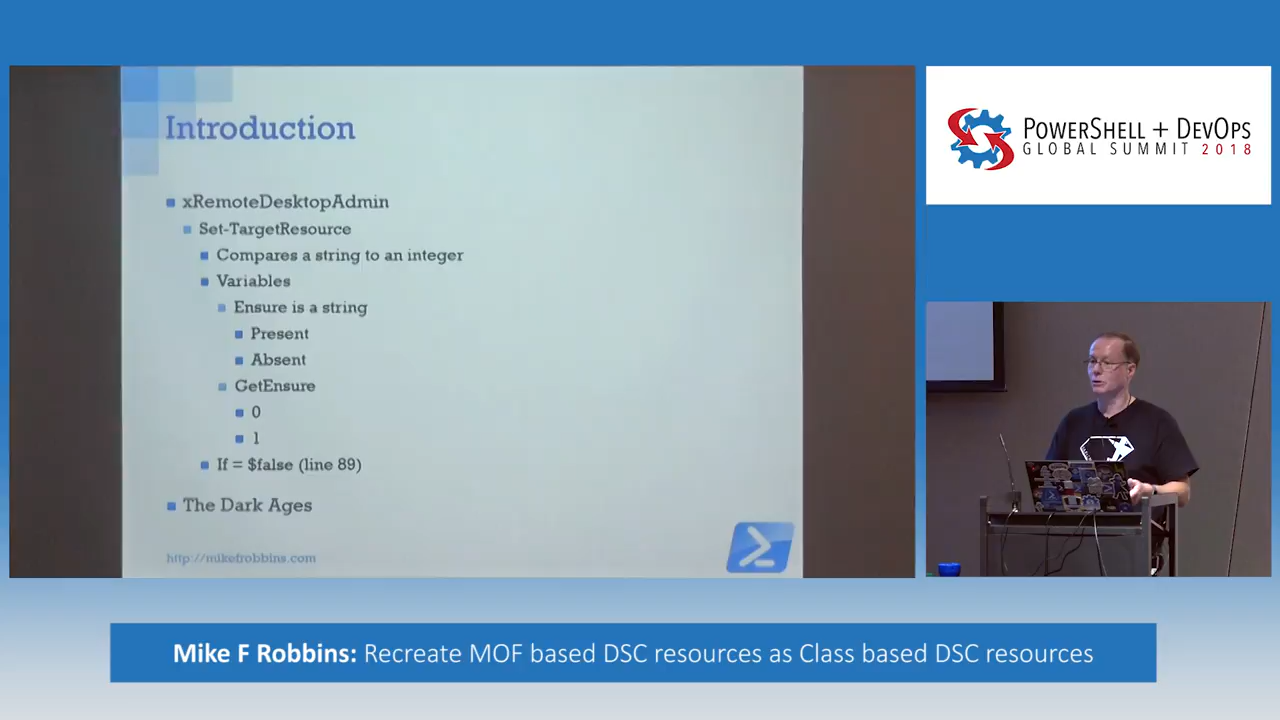 Introduction
xRemoteDesktopAdmin
Set-TargetResource
Compares a string to an integer
Variables
Ensure is a string
Present
Absent
GetEnsure
0
1
If = $false (line 89)
The Dark Ages
http://mikefrobbins.com
POWERSHELL + DEVOPS
GLOBAL SUMMIT 2018
Mike F Robbins: Recreate MOF based DSC resources as Class based DSC resources